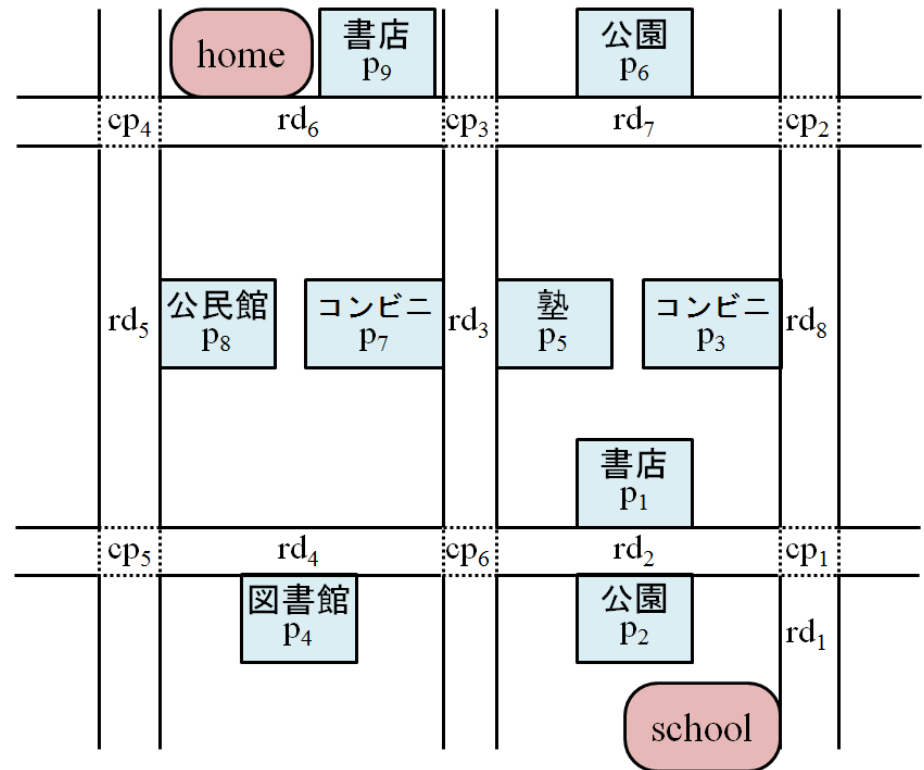 home
書店
p₉
公園
p₆
cp₄
rd₆
cp₃
rd₇
cp₂
公民館
p₈
コンビニ
p₇
塾
p₅
コンビニ
p₃
rd₅
rd₃
rd₈
書店
p₁
cp₅
rd₄
cp₆
rd₂
cp₁
図書館
p₄
公園
p₂
rd₁
school